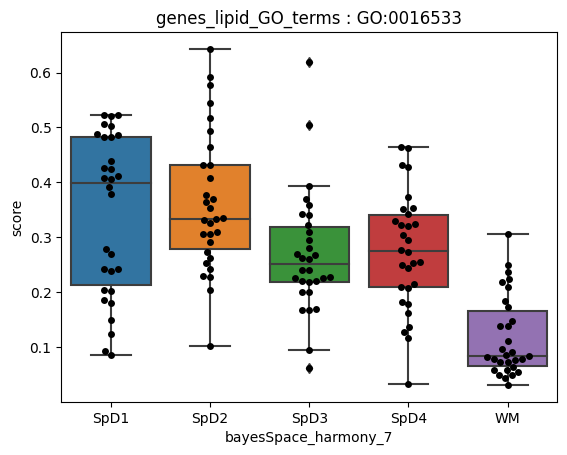 genes_lipid_GO_terms : GO:0016533
score
0.6
0.5
0.4
0.3
0.2
0.1
SpD1 SpD2 SpD3 SpD4 WM
bayesSpace_harmony_7